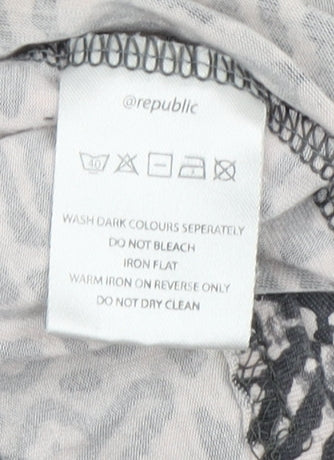 @republic
40
WASH DARK COLOURS SEPERATELY
DO NOT BLEACH
IRON FLAT
WARM IRON ON REVERSE ONLY
DO NOT DRY CLEAN